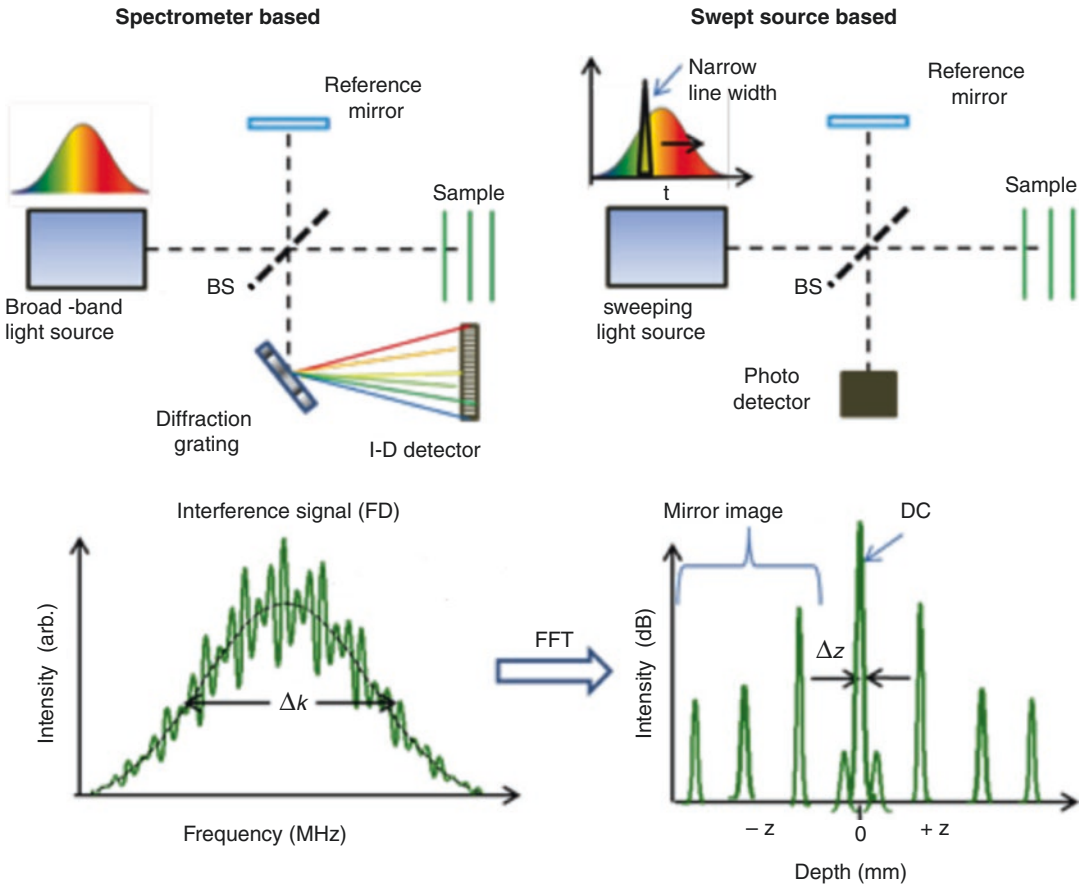 Spectrometer based
Reference
mirror
Sample
BS
Broad -band
light source
Diffraction
grating
I-D detector
Swept source based
Narrow
line width
t
Reference
mirror
Sample
BS
sweeping
light source
Photo
detector
Interference signal (FD)
Intensity (arb.)
Δk
Frequency (MHz)
FFT
Mirror image
DC
Intensity (dB)
Δz
– z
0
+ z
Depth (mm)